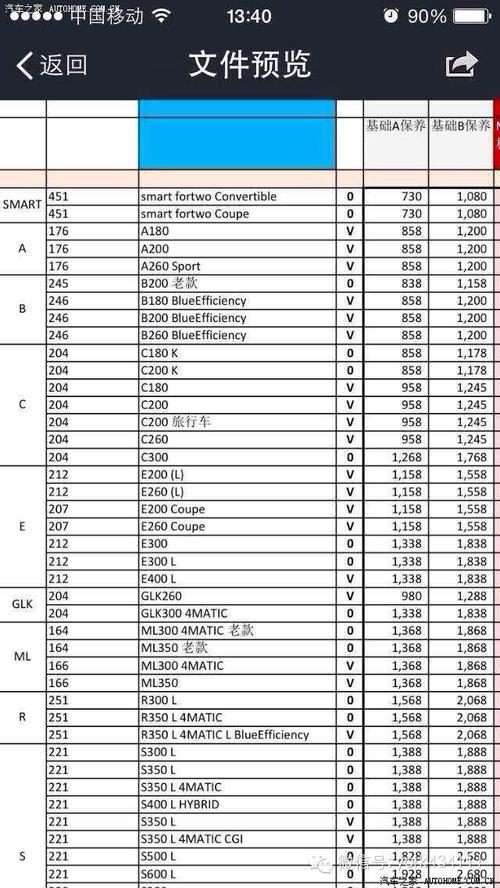 汽车之家 AUTOHOME.COM.CN
中国移动 13:40 90%
返回 文件预览
基础A保养 基础B保养
SMART
451 smart fortwo Convertible 0 730 1,080
451 smart fortwo Coupe 0 730 1,080
A
176 A180 V 858 1,200
176 A200 V 858 1,200
176 A260 Sport V 858 1,200
B
245 B200 老款 0 838 1,158
246 B180 BlueEfficiency V 858 1,200
246 B200 BlueEfficiency V 858 1,200
246 B260 BlueEfficiency V 858 1,200
C
204 C180 K 0 858 1,178
204 C200 K 0 858 1,178
204 C180 V 958 1,245
204 C200 V 958 1,245
204 C200 旅行车 V 958 1,245
204 C260 V 958 1,245
204 C300 0 1,268 1,768
E
212 E200 (L) V 1,158 1,558
212 E260 (L) V 1,158 1,558
207 E200 Coupe V 1,158 1,558
207 E260 Coupe V 1,158 1,558
212 E300 0 1,338 1,838
212 E300 L 0 1,338 1,838
212 E400 L V 1,338 1,838
GLK
204 GLK260 V 980 1,288
204 GLK300 4MATIC 0 1,338 1,838
ML
164 ML300 4MATIC 老款 0 1,368 1,868
164 ML350 老款 0 1,368 1,868
166 ML300 4MATIC V 1,368 1,868
166 ML350 V 1,368 1,868
R
251 R300 L 0 1,568 2,068
251 R350 L 4MATIC 0 1,568 2,068
251 R350 L 4MATIC L BlueEfficiency V 1,568 2,068
S
221 S300 L 0 1,388 1,888
221 S350 L 0 1,388 1,888
221 S350 L 4MATIC 0 1,388 1,888
221 S400 L HYBRID 0 1,388 1,888
221 S350 L V 1,388 1,888
221 S350 L 4MATIC CGI V 1,388 1,888
221 S500 L 0 1,828 2,580
221 S600 L 0 1,928 2,680
微信号:
汽车之家 AUTOHOME.COM.CN